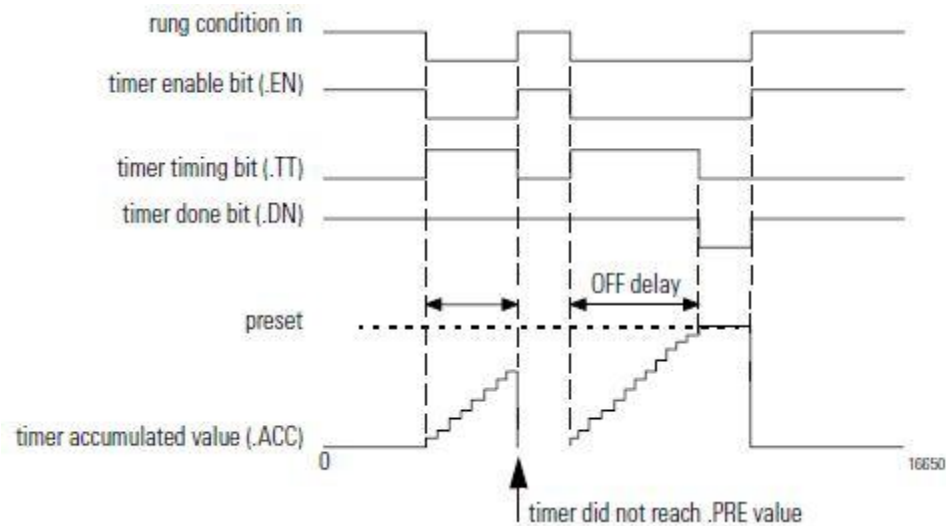 rung condition in
timer enable bit (.EN)
timer timing bit (.TT)
timer done bit (.DN)
OFF delay
preset
timer accumulated value (.ACC)
0
16650
timer did not reach .PRE value